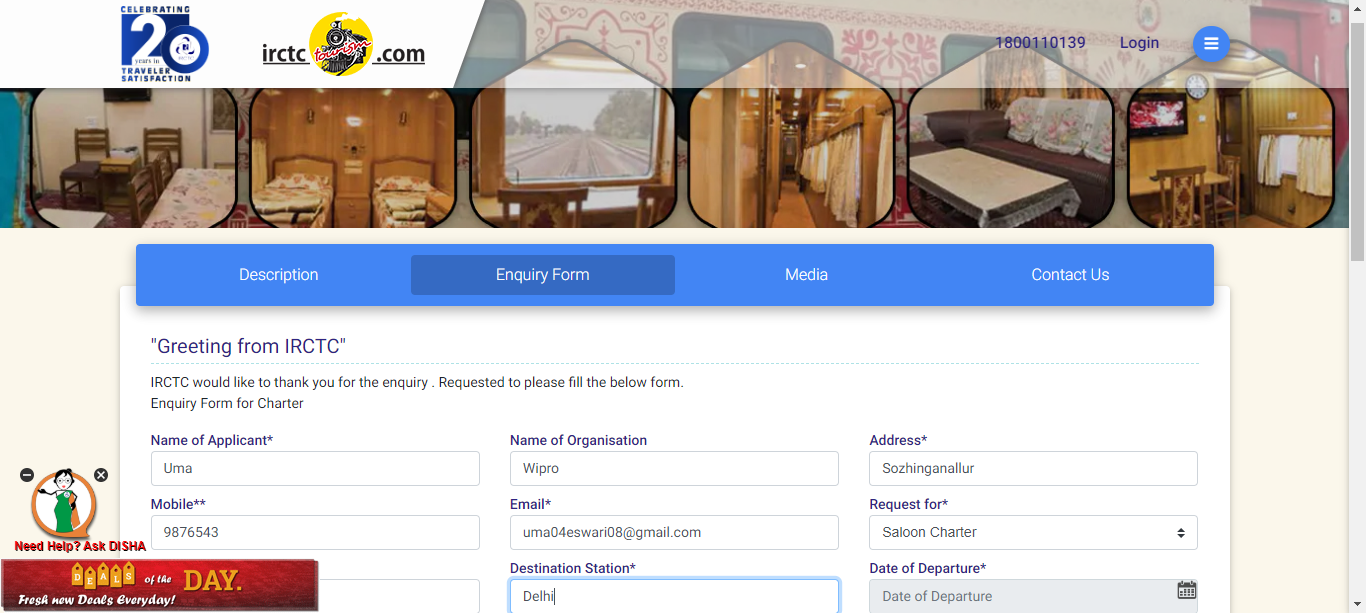 CELEBRATING
20
years in
TRAVELER
SATISFACTION
irctc tourism .com
1800110139
Login
Description
Enquiry Form
Media
Contact Us
"Greeting from IRCTC"
IRCTC would like to thank you for the enquiry . Requested to please fill the below form.
Enquiry Form for Charter
Name of Applicant*
Name of Organisation
Address*
Uma
Wipro
Sozhinganallur
Mobile**
Email*
Request for*
9876543
uma04eswari08@gmail.com
Saloon Charter
Need Help? Ask DISHA
Destination Station*
Date of Departure*
Delhi
Date of Departure
DEALS of the DAY.
Fresh new Deals Everyday!